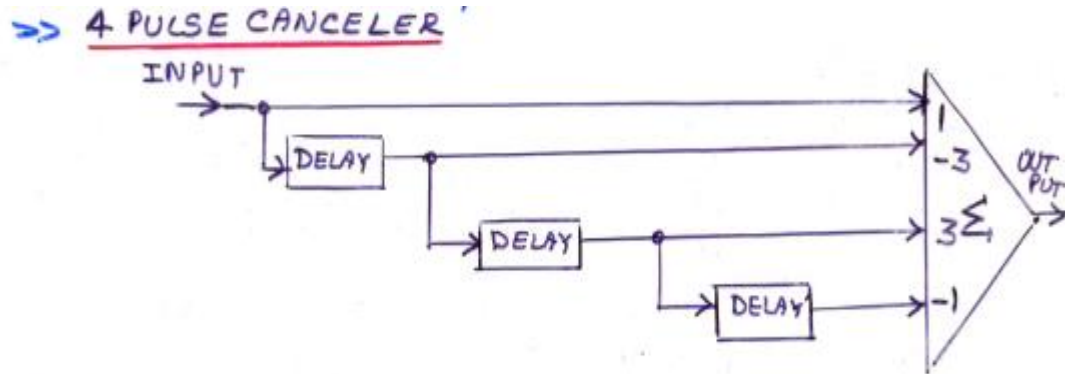 >> 4 PULSE CANCELER
INPUT
1
DELAY
-3
OUT
PUT
DELAY
3 Σ
DELAY
-1